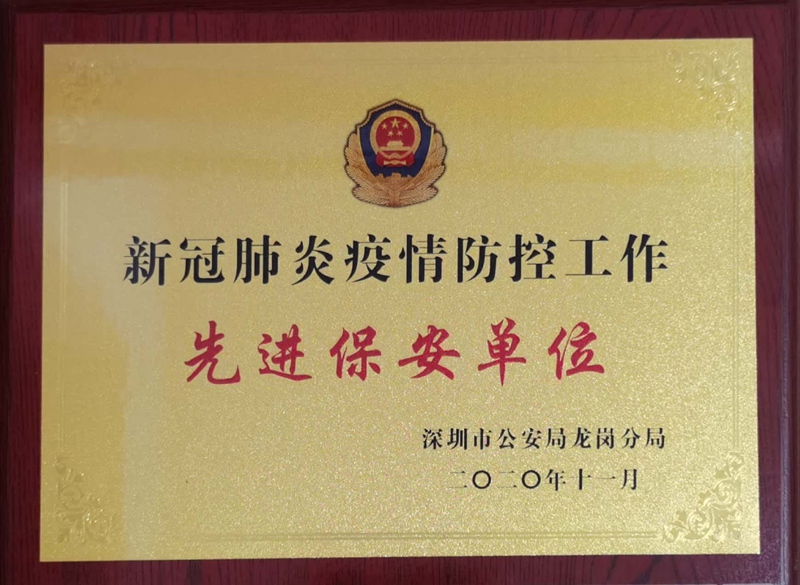 新冠肺炎疫情防控工作
先进保安单位
深圳市公安局龙岗分局
二〇二〇年十一月